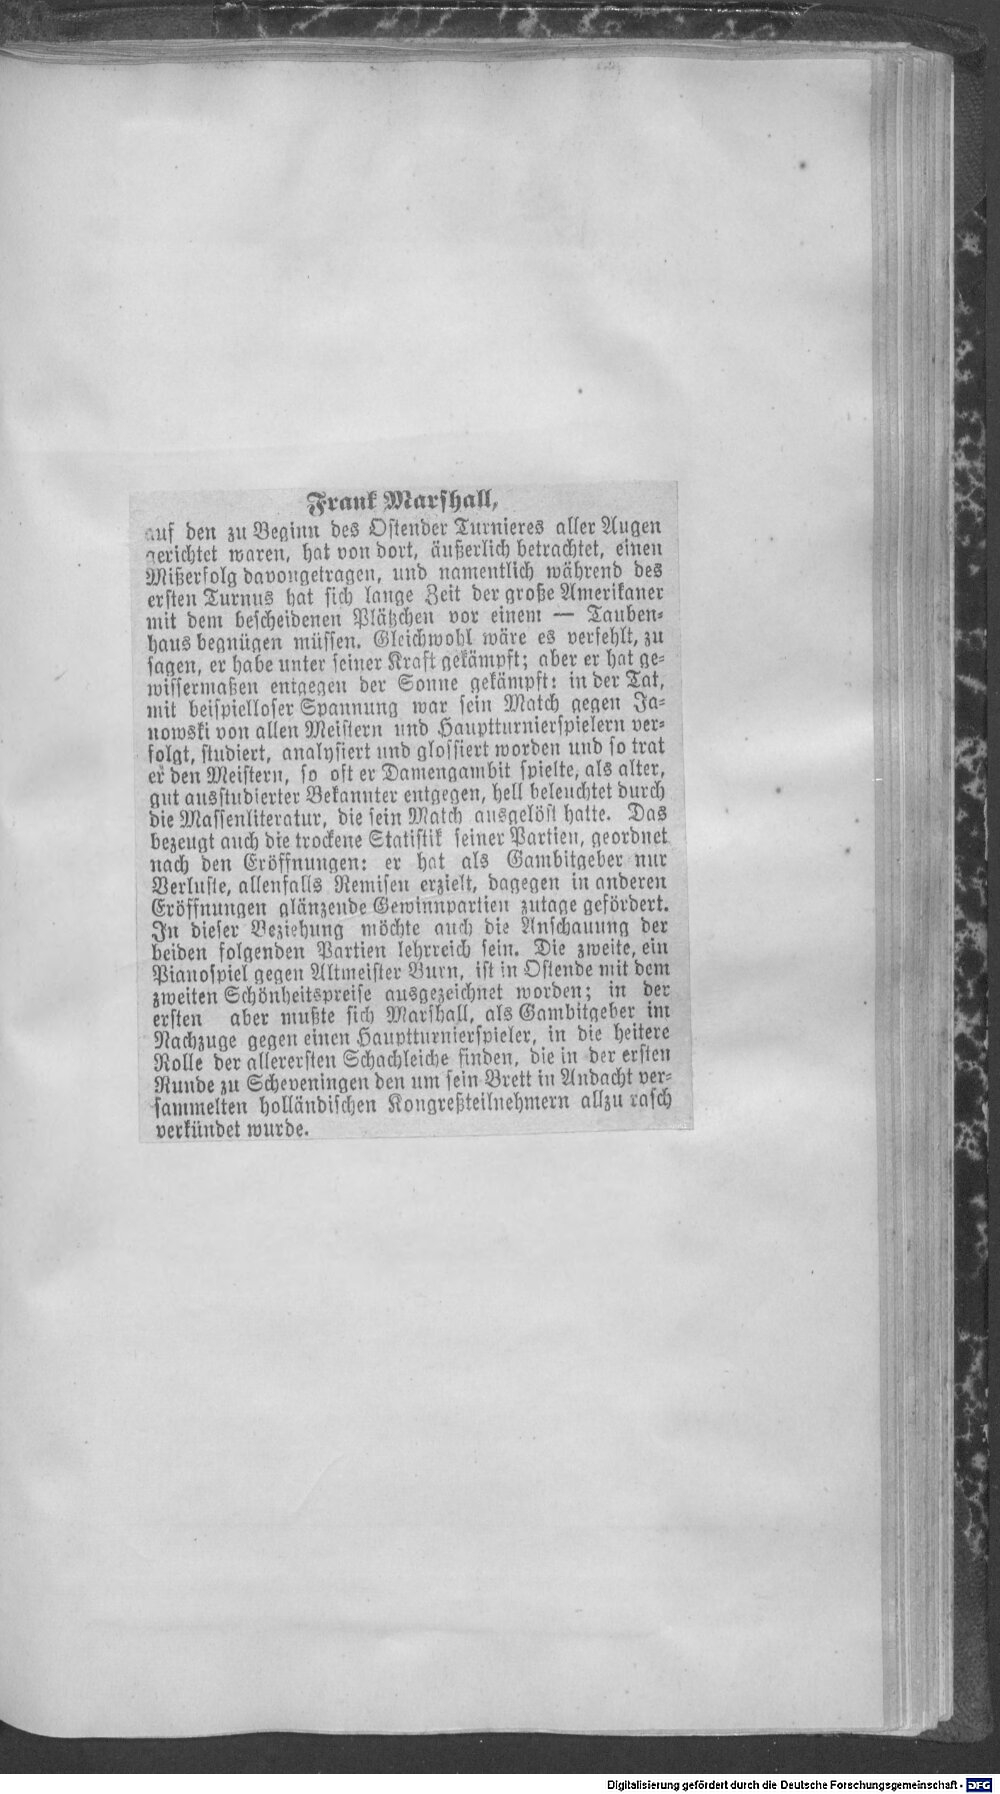 Frank Marshall,
auf den zu Beginn des Ostender Turnieres aller Augen
gerichtet waren, hat von dort, äußerlich betrachtet, einen
Mißerfolg davongetragen, und namentlich während des
ersten Turnus hat sich lange Zeit der große Amerikaner
mit dem bescheidenen Plätzchen vor einem — Tauben-
haus begnügen müssen. Gleichwohl wäre es verfehlt, zu
sagen, er habe unter seiner Kraft gekämpft; aber er hat ge-
wissermaßen entgegen der Sonne gekämpft: in der Tat,
mit beispielloser Spannung war sein Match gegen Ja-
nowski von allen Meistern und Hauptturnierspielern ver-
folgt, studiert, analysiert und glossiert worden und so trat
er den Meistern, so oft er Damengambit spielte, als alter,
gut ausstudierter Bekannter entgegen, hell beleuchtet durch
die Massenliteratur, die sein Match ausgelöst hatte. Das
bezeugt auch die trockene Statistik seiner Partien, geordnet
nach den Eröffnungen: er hat als Gambitgeber nur
Verluste, allenfalls Remisen erzielt, dagegen in anderen
Eröffnungen glänzende Gewinnpartien zutage gefördert.
In dieser Beziehung möchte auch die Anschauung der
beiden folgenden Partien lehrreich sein. Die zweite, ein
Pianospiel gegen Altmeister Burn, ist in Ostende mit dem
zweiten Schönheitspreise ausgezeichnet worden; in der
ersten aber mußte sich Marshall, als Gambitgeber im
Nachzuge gegen einen Hauptturnierspieler, in die heitere
Rolle der allerersten Schachleiche finden, die in der ersten
Runde zu Scheveningen den um sein Brett in Andacht ver-
sammelten holländischen Kongreßteilnehmern allzu rasch
verkündet wurde.
Digitalisierung gefördert durch die Deutsche Forschungsgemeinschaft - DFG